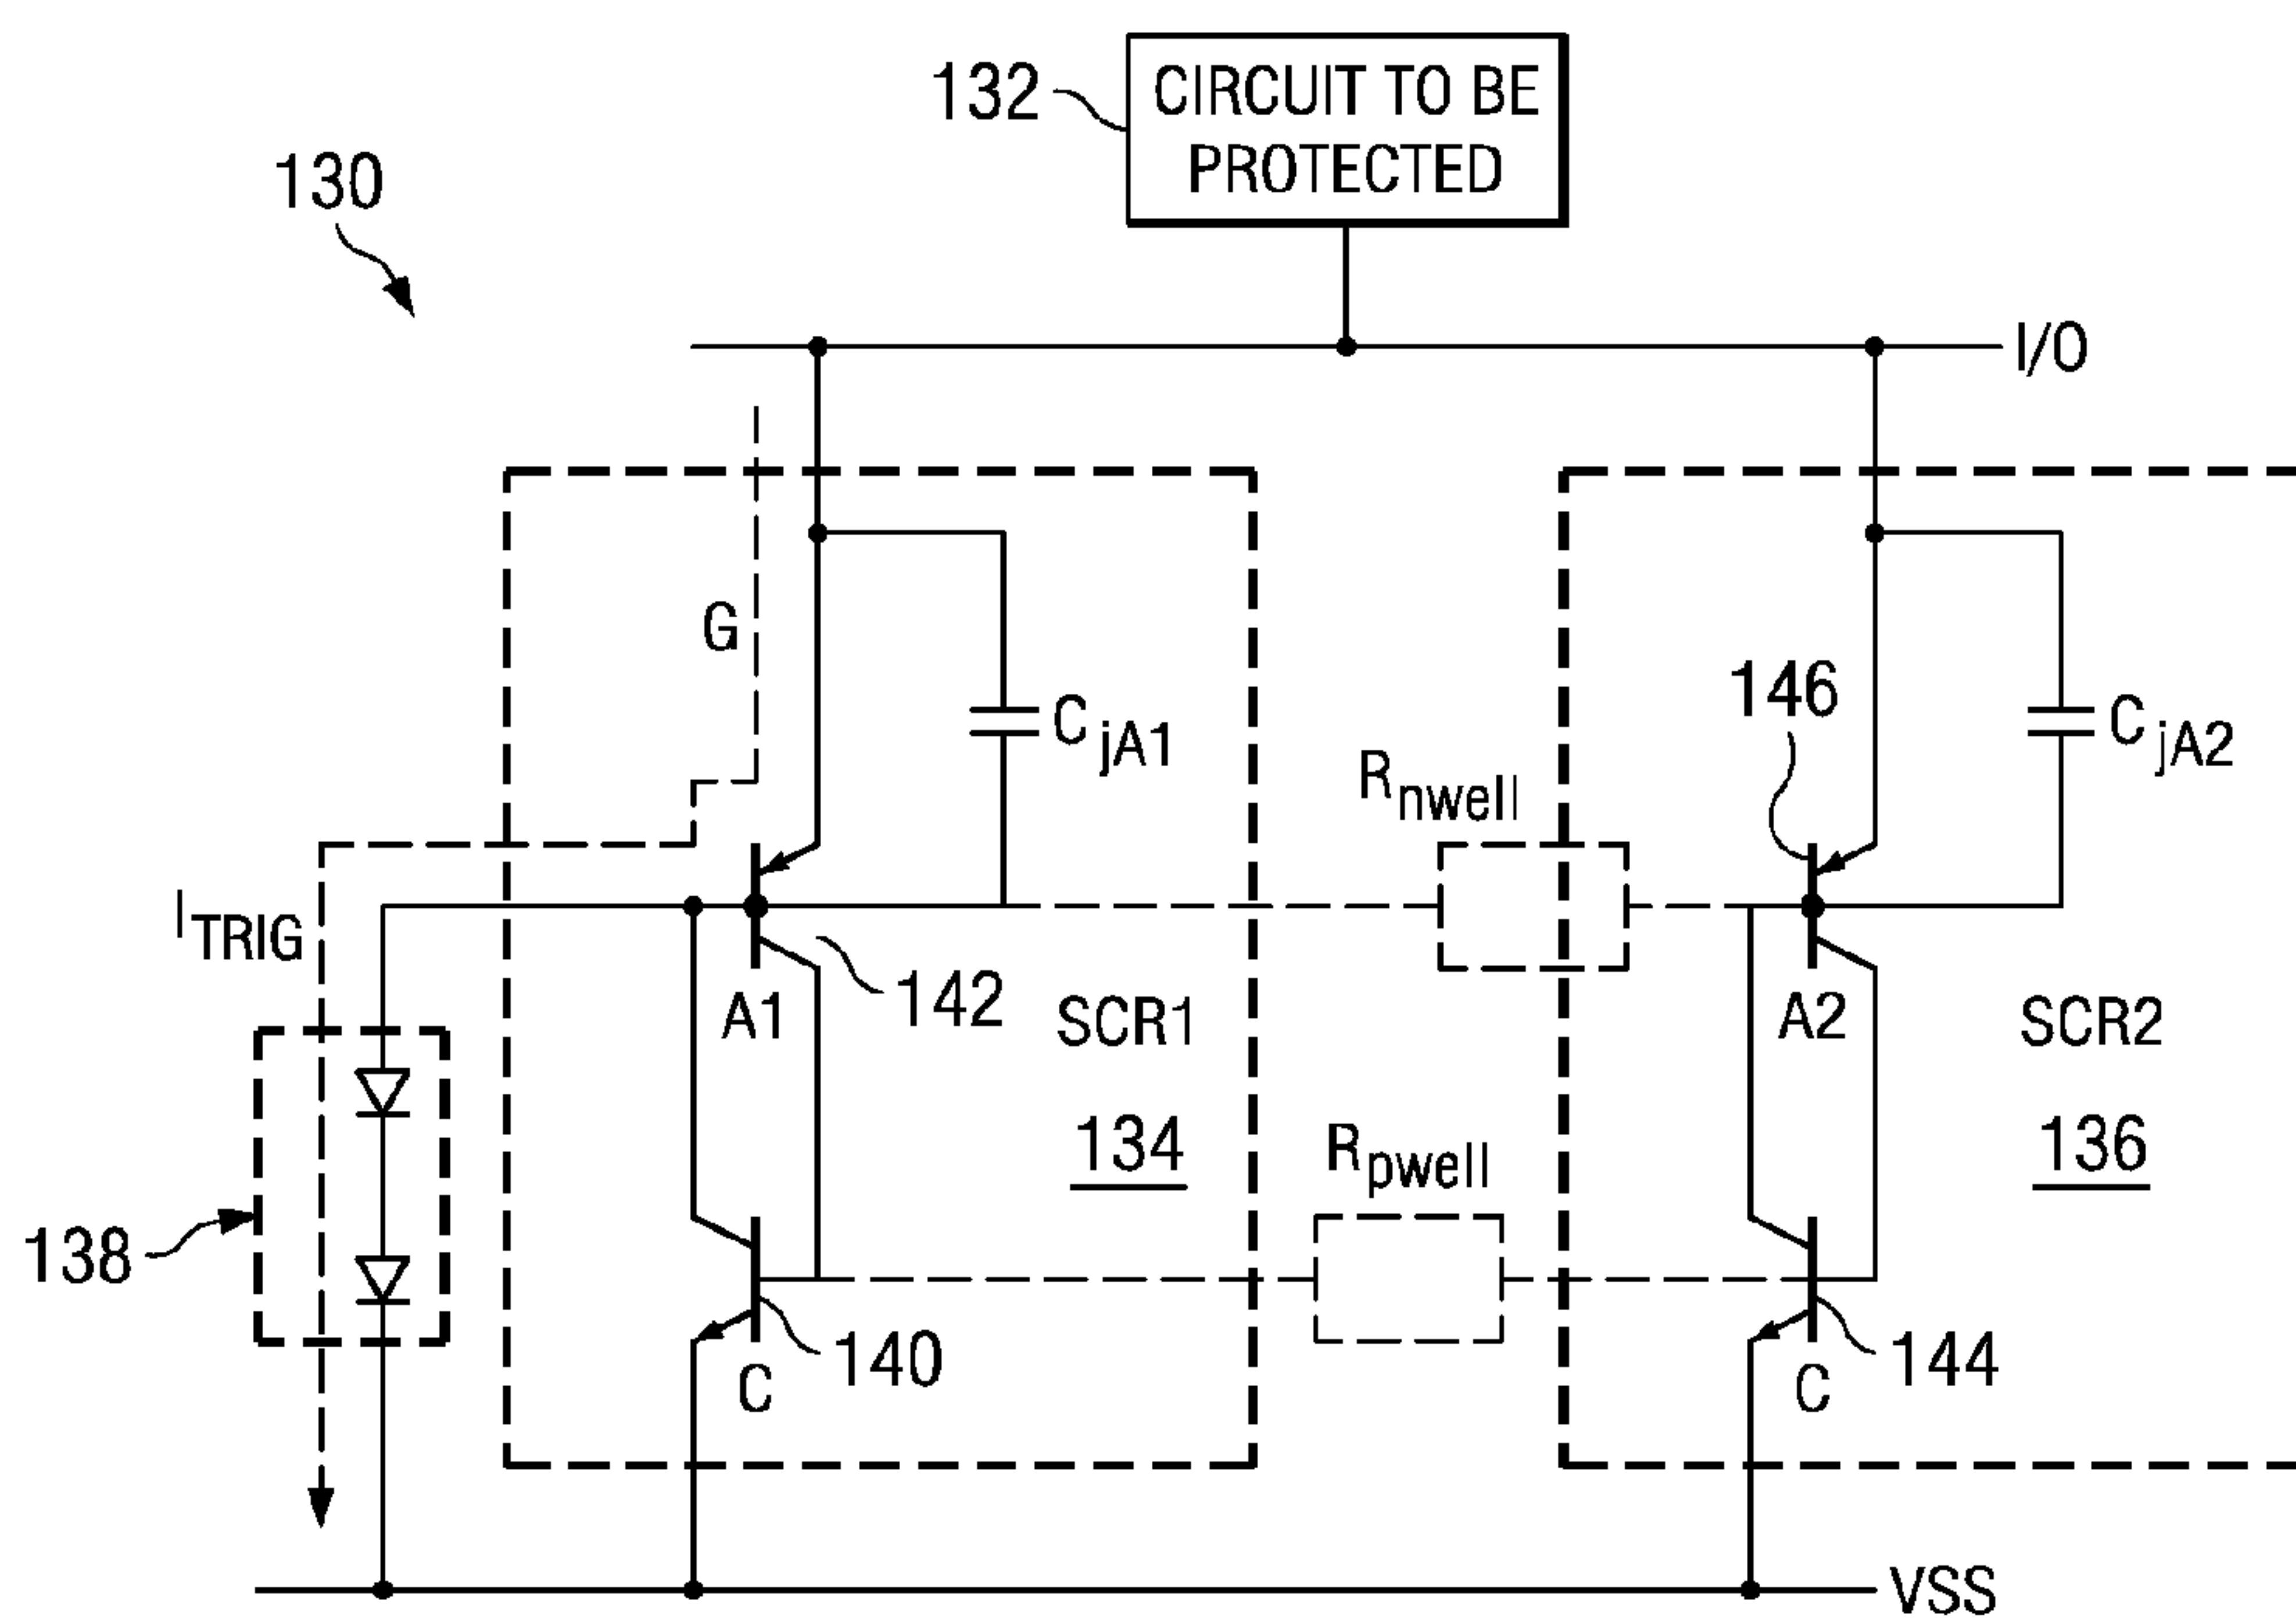 132
CIRCUIT TO BE
PROTECTED
130
I/O
G
146
CjA1
CjA2
Rnwell
ITRIG
142
A1
SCR1
A2
SCR2
134
Rpwell
136
138
140
C
144
C
VSS